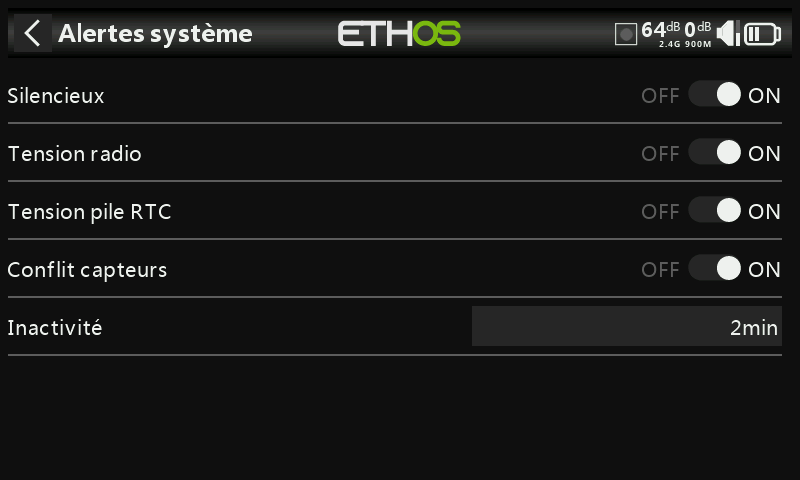 Alertes système ETHOS 64dB 0dB
2.4G 900M
Silencieux OFF ON
Tension radio OFF ON
Tension pile RTC OFF ON
Conflit capteurs OFF ON
Inactivité 2min